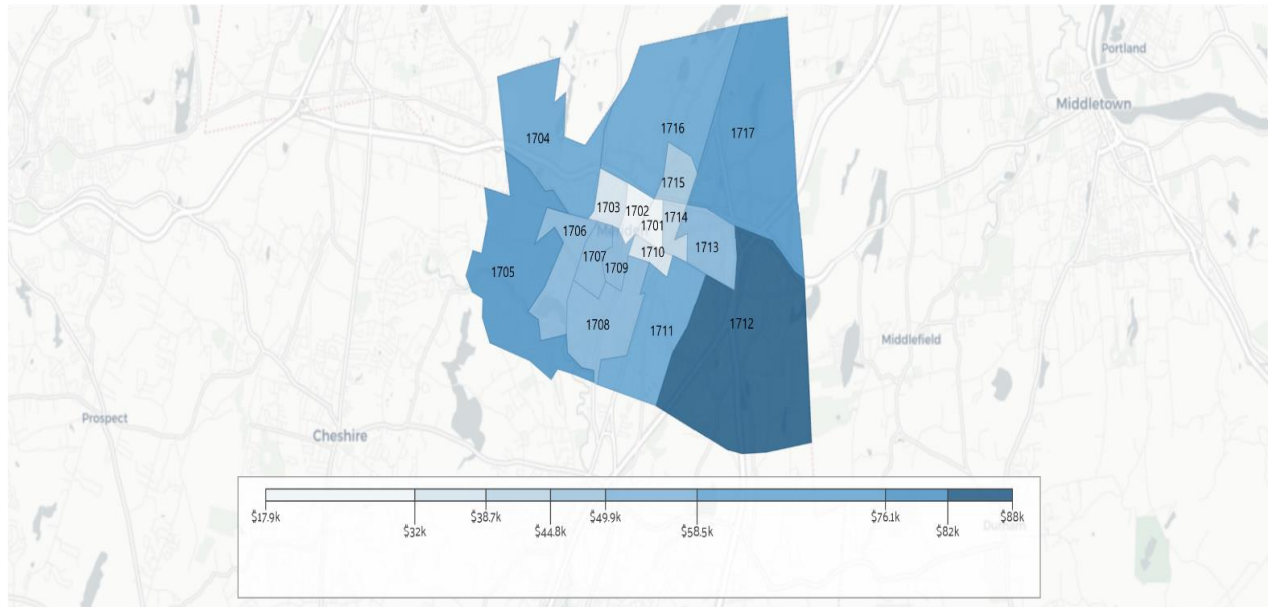 Portland
Middletown
1716
1717
1704
1715
1703
1702
1714
1701
1706
1713
1710
1707
1709
1705
1712
1708
1711
Middlefield
Prospect
Cheshire
$17.9k
$32k
$38.7k
$44.8k
$49.9k
$58.5k
$76.1k
$82k
$88k